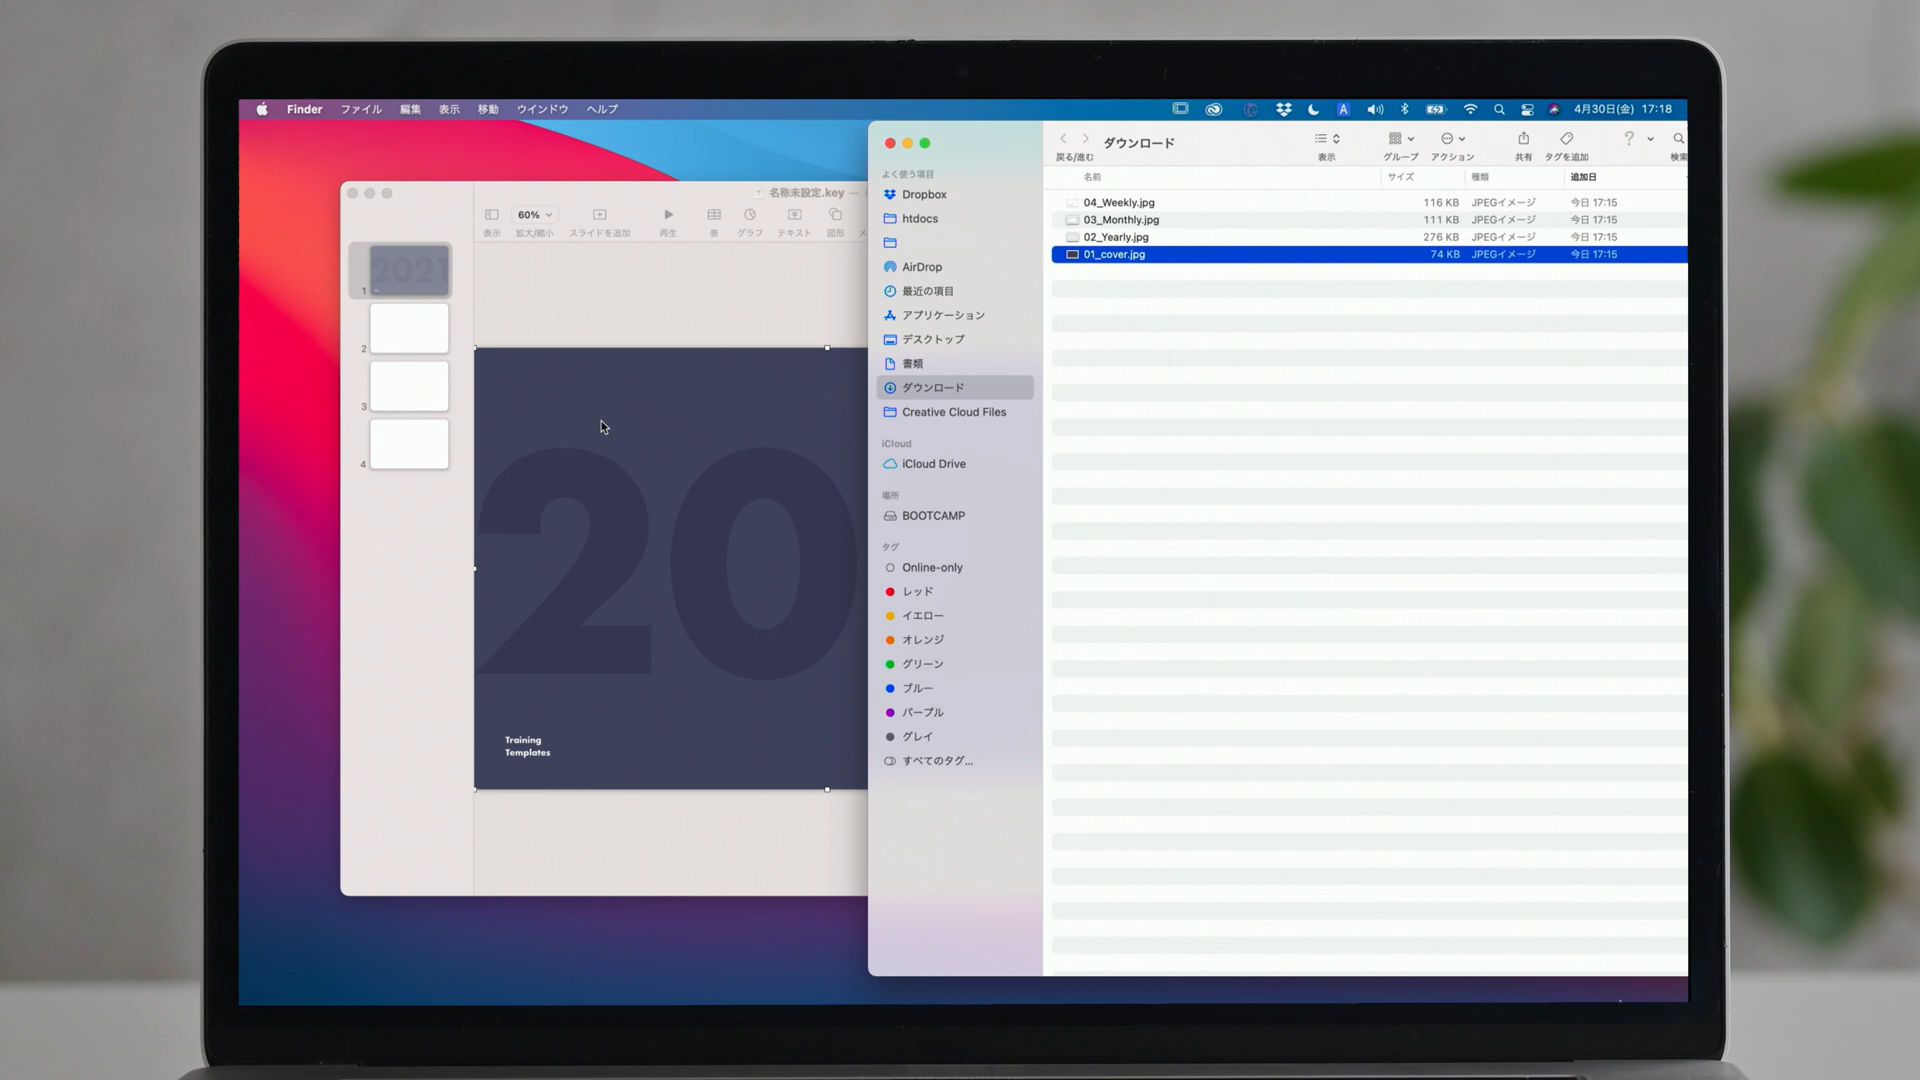 Finder ファイル 編集 表示 移動 ウインドウ ヘルプ
A 4月30日(金) 17:18
名称未設定.key —
60%
表示 拡大/縮小 スライドを追加 再生 表 グラフ テキスト 図形
2021
1
2
3
4
20
Training
Templates
よく使う項目
Dropbox
htdocs
AirDrop
最近の項目
アプリケーション
デスクトップ
書類
ダウンロード
Creative Cloud Files
iCloud
iCloud Drive
場所
BOOTCAMP
タグ
Online-only
レッド
イエロー
オレンジ
グリーン
ブルー
パープル
グレイ
すべてのタグ...
ダウンロード
戻る/進む 表示 グループ アクション 共有 タグを追加 検索
名前 サイズ 種類 追加日
04_Weekly.jpg 116 KB JPEGイメージ 今日 17:15
03_Monthly.jpg 111 KB JPEGイメージ 今日 17:15
02_Yearly.jpg 276 KB JPEGイメージ 今日 17:15
01_cover.jpg 74 KB JPEGイメージ 今日 17:15